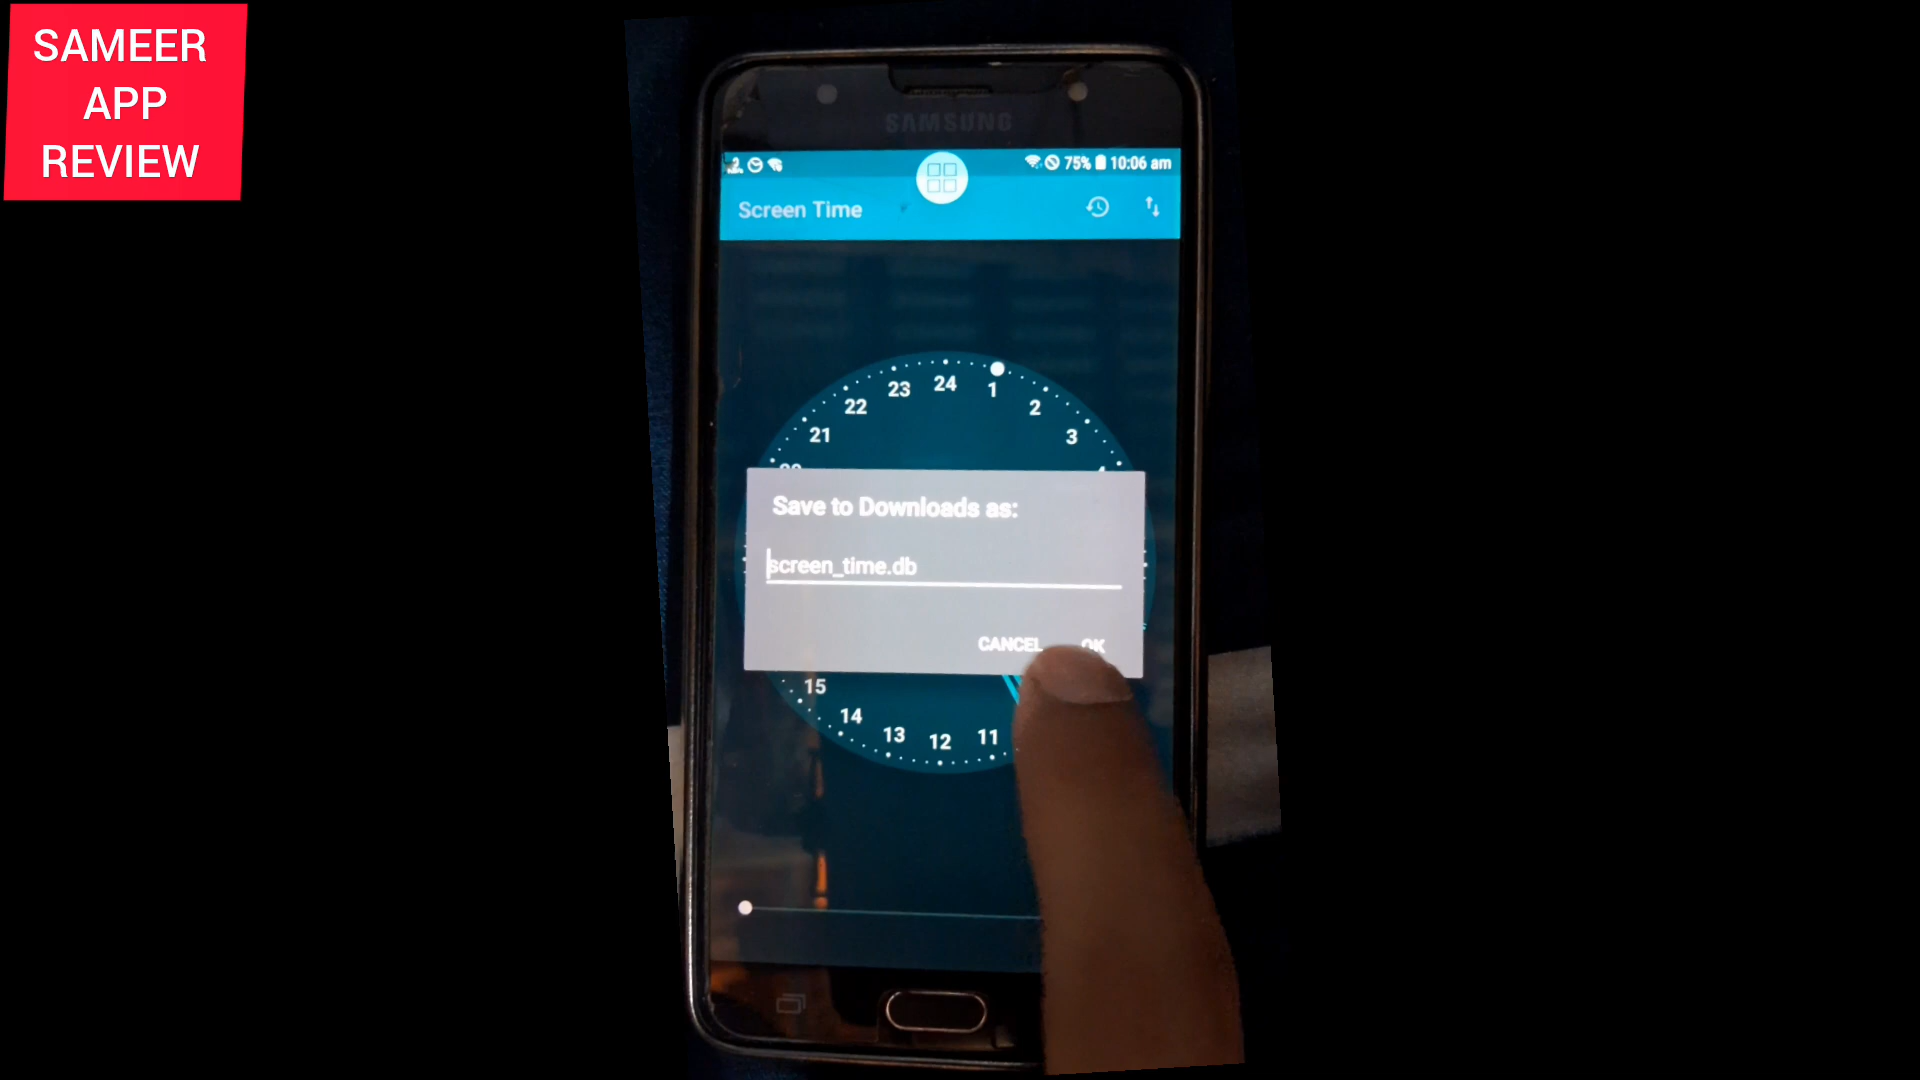 SAMEER
APP
REVIEW
SAMSUNG
75% 10:06 am
Screen Time
24
23
1
22
2
21
3
Save to Downloads as:
screen_time.db
CANCEL OK
15
14
13
12
11